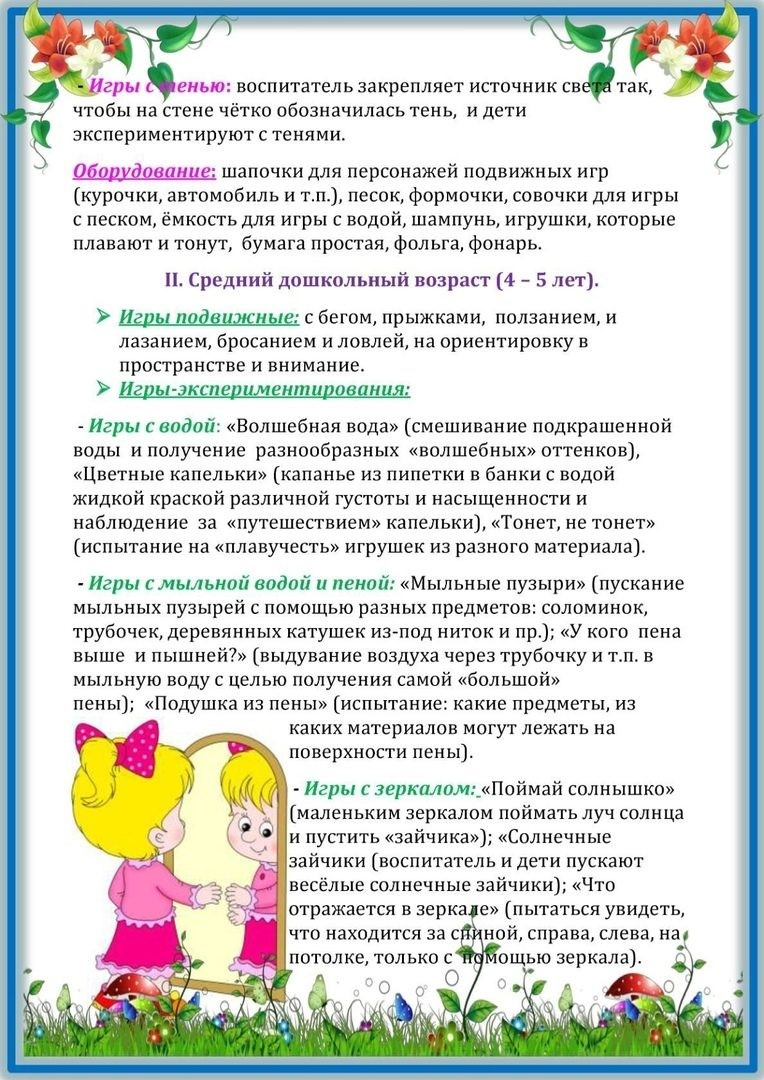 - Игры с тенью: воспитатель закрепляет источник света так,
чтобы на стене чётко обозначилась тень, и дети
экспериментируют с тенями.
Оборудование: шапочки для персонажей подвижных игр
(курочки, автомобиль и т.п.), песок, формочки, совочки для игры
с песком, ёмкость для игры с водой, шампунь, игрушки, которые
плавают и тонут, бумага простая, фольга, фонарь.
II. Средний дошкольный возраст (4 – 5 лет).
➢ Игры подвижные: с бегом, прыжками, ползанием, и
лазанием, бросанием и ловлей, на ориентировку в
пространстве и внимание.
➢ Игры-экспериментирования:
- Игры с водой: «Волшебная вода» (смешивание подкрашенной
воды и получение разнообразных «волшебных» оттенков),
«Цветные капельки» (капанье из пипетки в банки с водой
жидкой краской различной густоты и насыщенности и
наблюдение за «путешествием» капельки), «Тонет, не тонет»
(испытание на «плавучесть» игрушек из разного материала).
- Игры с мыльной водой и пеной: «Мыльные пузыри» (пускание
мыльных пузырей с помощью разных предметов: соломинок,
трубочек, деревянных катушек из-под ниток и пр.); «У кого пена
выше и пышней?» (выдувание воздуха через трубочку и т.п. в
мыльную воду с целью получения самой «большой»
пены); «Подушка из пены» (испытание: какие предметы, из
каких материалов могут лежать на
поверхности пены).
- Игры с зеркалом: «Поймай солнышко»
(маленьким зеркалом поймать луч солнца
и пустить «зайчика»); «Солнечные
зайчики (воспитатель и дети пускают
весёлые солнечные зайчики); «Что
отражается в зеркале» (пытаться увидеть,
что находится за спиной, справа, слева, на
потолке, только с помощью зеркала).